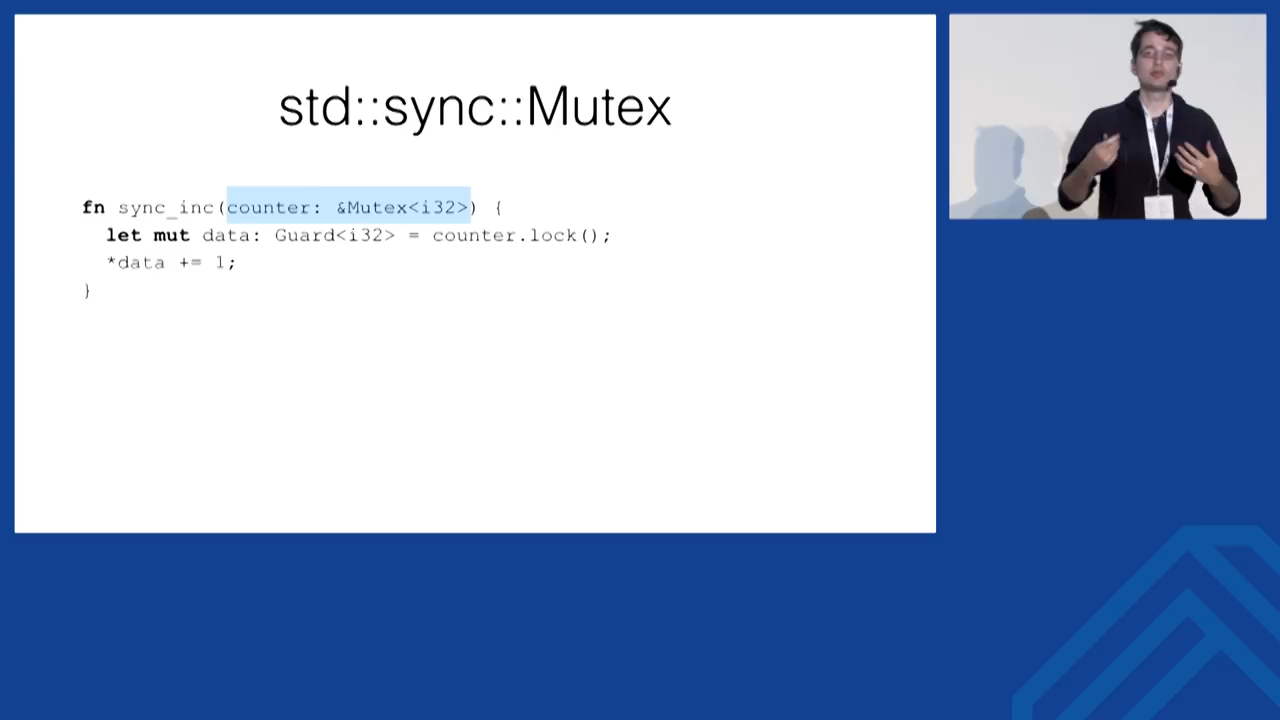 std::sync::Mutex
fn sync_inc(counter: &Mutex<i32>) {
let mut data: Guard<i32> = counter.lock();
*data += 1;
}